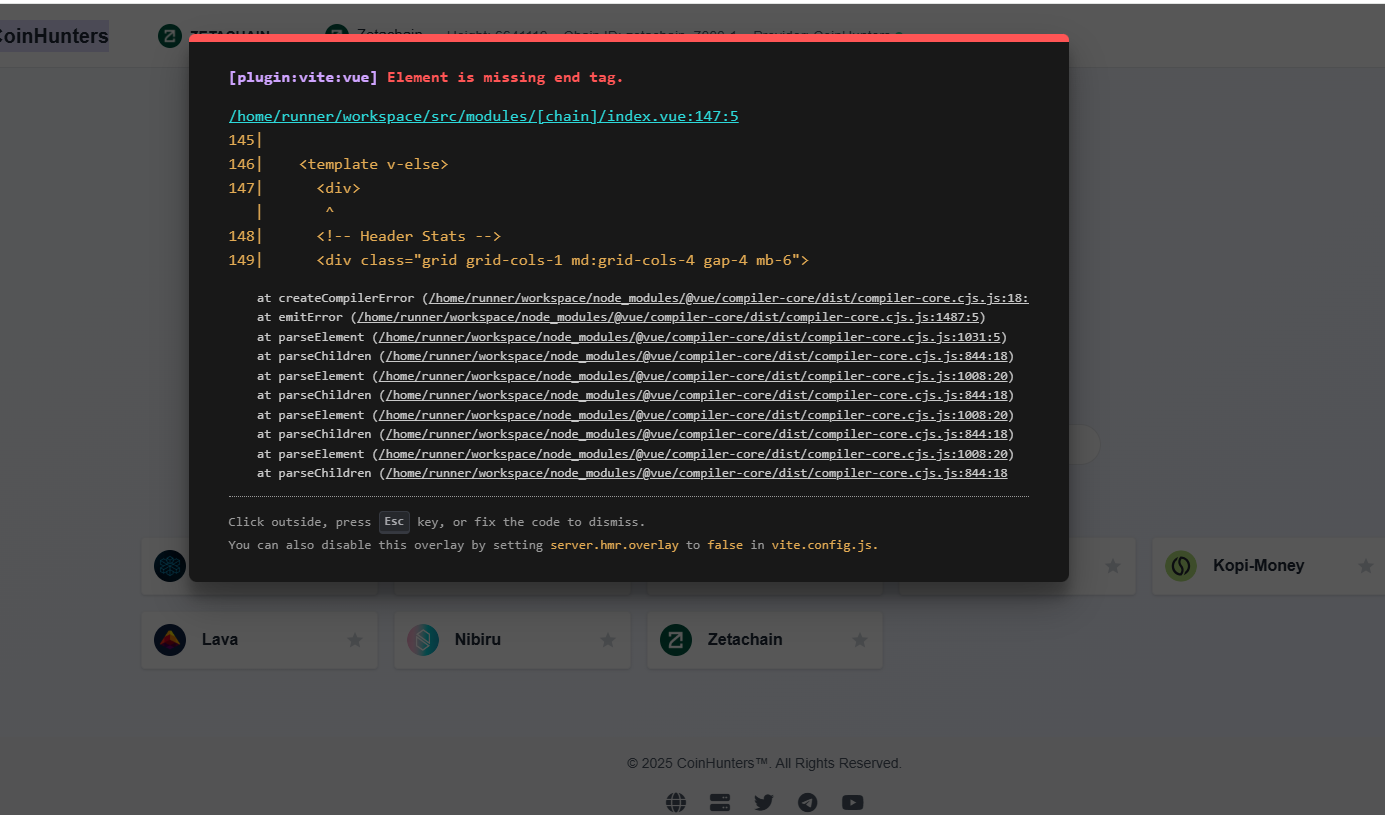 CoinHunters
ZETACHAIN
Zetachain
[plugin:vite:vue] Element is missing end tag.
/home/runner/workspace/src/modules/[chain]/index.vue:147:5
145|
146|    <template v-else>
147|      <div>
   |       ^
148|      <!-- Header Stats -->
149|      <div class="grid grid-cols-1 md:grid-cols-4 gap-4 mb-6">
at createCompilerError (/home/runner/workspace/node_modules/@vue/compiler-core/dist/compiler-core.cjs.js:18:
at emitError (/home/runner/workspace/node_modules/@vue/compiler-core/dist/compiler-core.cjs.js:1487:5)
at parseElement (/home/runner/workspace/node_modules/@vue/compiler-core/dist/compiler-core.cjs.js:1031:5)
at parseChildren (/home/runner/workspace/node_modules/@vue/compiler-core/dist/compiler-core.cjs.js:844:18)
at parseElement (/home/runner/workspace/node_modules/@vue/compiler-core/dist/compiler-core.cjs.js:1008:20)
at parseChildren (/home/runner/workspace/node_modules/@vue/compiler-core/dist/compiler-core.cjs.js:844:18)
at parseElement (/home/runner/workspace/node_modules/@vue/compiler-core/dist/compiler-core.cjs.js:1008:20)
at parseChildren (/home/runner/workspace/node_modules/@vue/compiler-core/dist/compiler-core.cjs.js:844:18)
at parseElement (/home/runner/workspace/node_modules/@vue/compiler-core/dist/compiler-core.cjs.js:1008:20)
at parseChildren (/home/runner/workspace/node_modules/@vue/compiler-core/dist/compiler-core.cjs.js:844:18
Click outside, press Esc key, or fix the code to dismiss.
You can also disable this overlay by setting server.hmr.overlay to false in vite.config.js.
Kopi-Money
Lava
Nibiru
Zetachain
© 2025 CoinHunters™. All Rights Reserved.